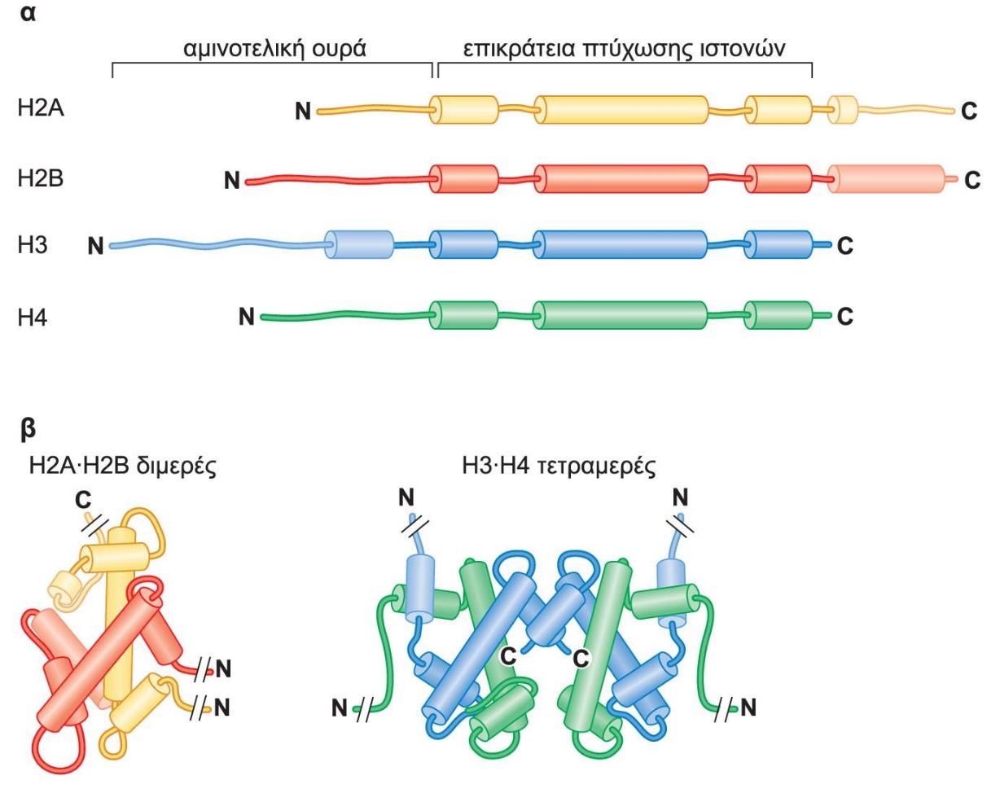 α
αμινοτελική ουρά επικράτεια πτύχωσης ιστονών
H2A N C
H2B N C
H3 N C
H4 N C
β
H2A·H2B διμερές H3·H4 τετραμερές
C N N
C C
N
N N N